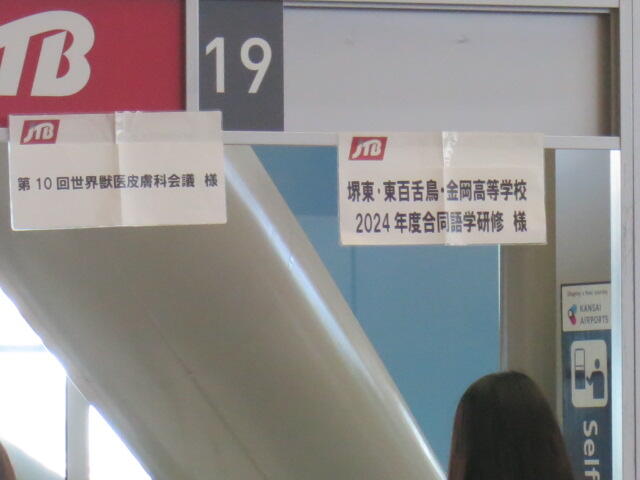 JTB
19
JTB
第10回世界獣医皮膚科会議 様
JTB
堺東・東百舌鳥・金岡高等学校
2024年度合同語学研修 様
KANSAI
AIRPORTS
Self